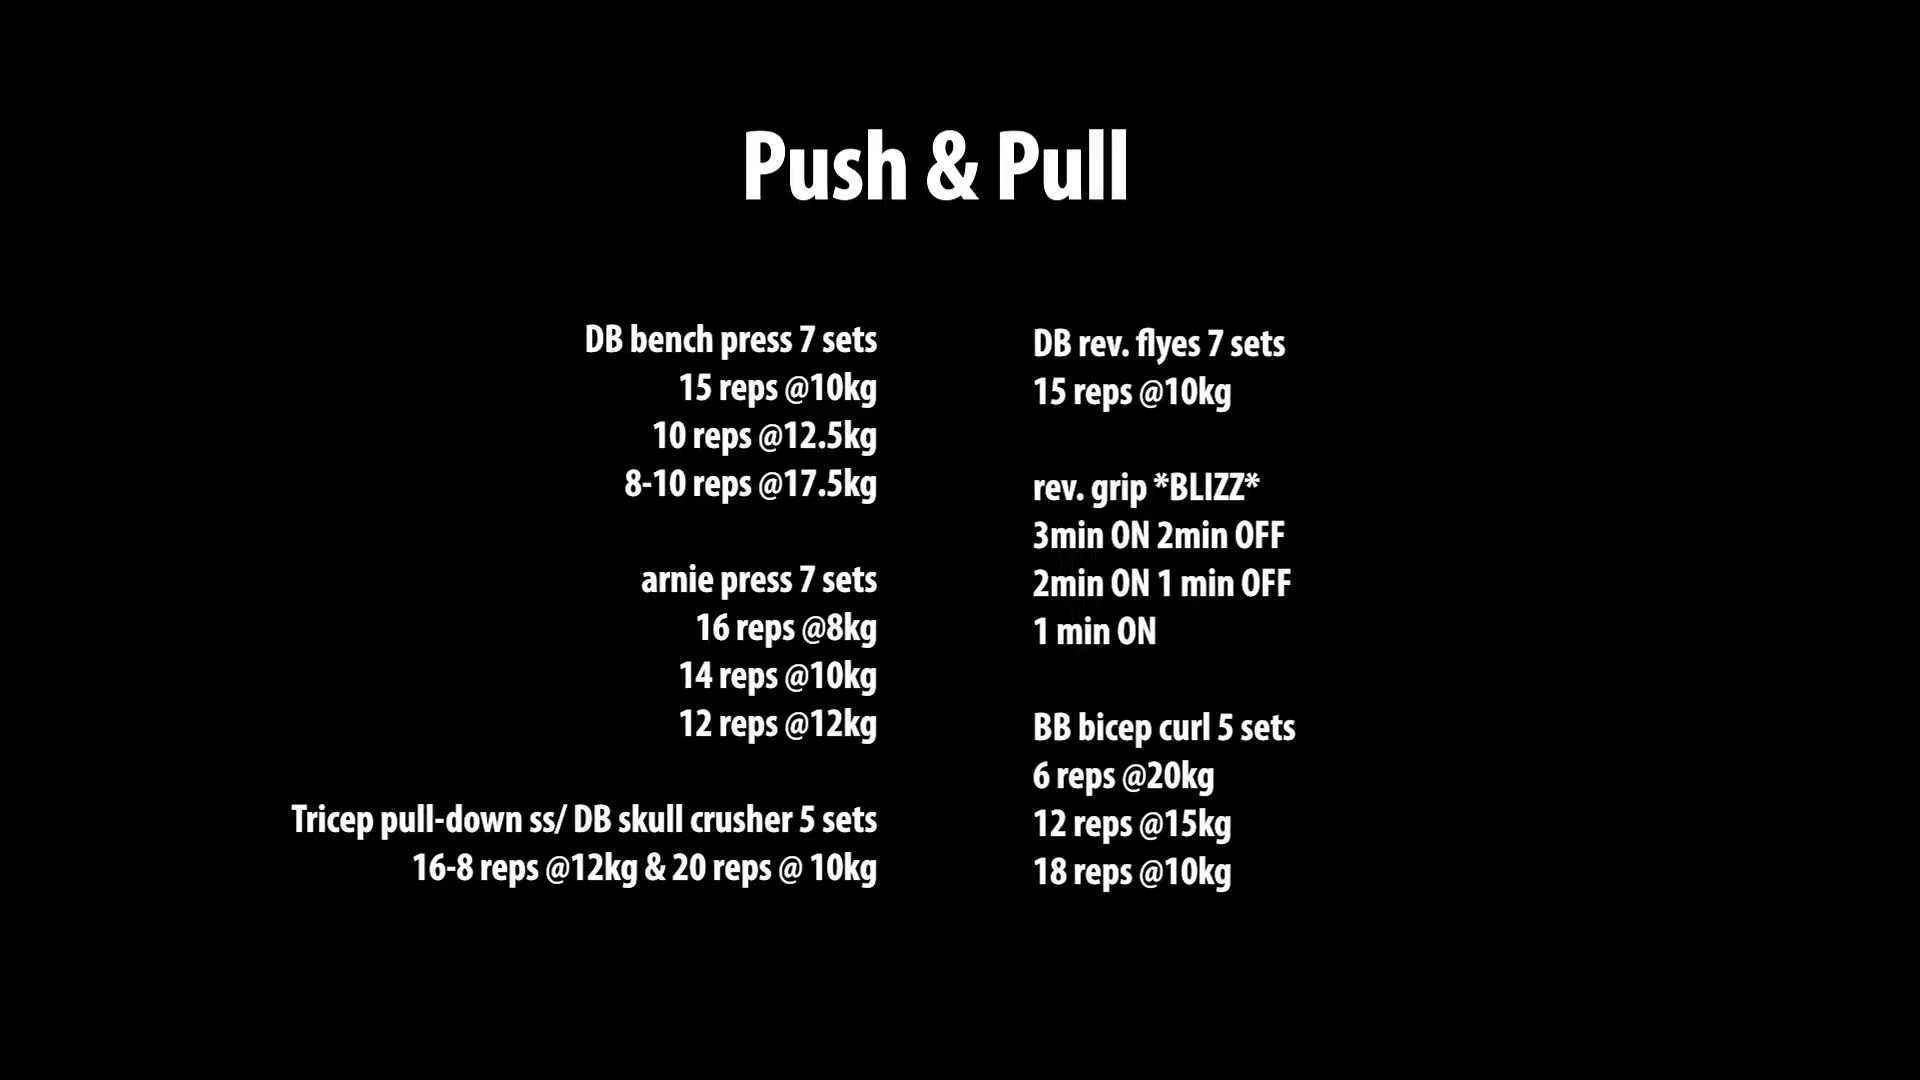 Push & Pull
DB bench press 7 sets
15 reps @10kg
10 reps @12.5kg
8-10 reps @17.5kg
arnie press 7 sets
16 reps @8kg
14 reps @10kg
12 reps @12kg
Tricep pull-down ss/ DB skull crusher 5 sets
16-8 reps @12kg & 20 reps @ 10kg
DB rev. flyes 7 sets
15 reps @10kg
rev. grip *BLIZZ*
3min ON 2min OFF
2min ON 1 min OFF
1 min ON
BB bicep curl 5 sets
6 reps @20kg
12 reps @15kg
18 reps @10kg